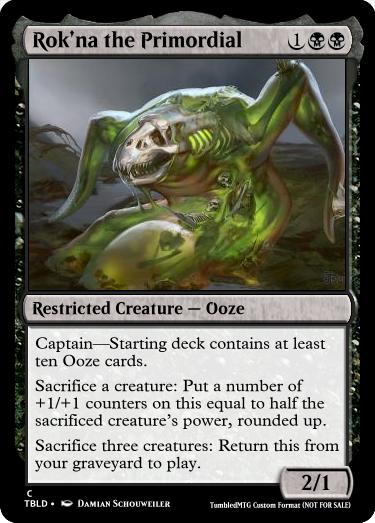 Rok'na the Primordial 1
Restricted Creature — Ooze
Captain—Starting deck contains at least
ten Ooze cards.
Sacrifice a creature: Put a number of
+1/+1 counters on this equal to half the
sacrificed creature's power, rounded up.
Sacrifice three creatures: Return this from
your graveyard to play.
2/1
C
TBLD • Damian Schouweiler
TumbledMTG Custom Format (NOT FOR SALE)